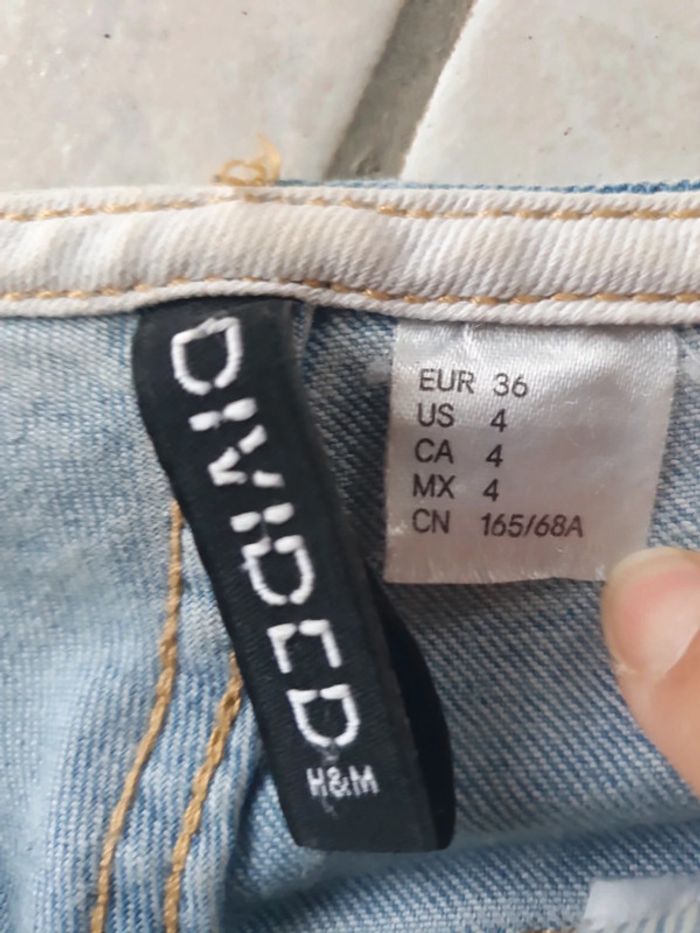 DIVIDED
H&M
EUR 36
US 4
CA 4
MX 4
CN 165/68A